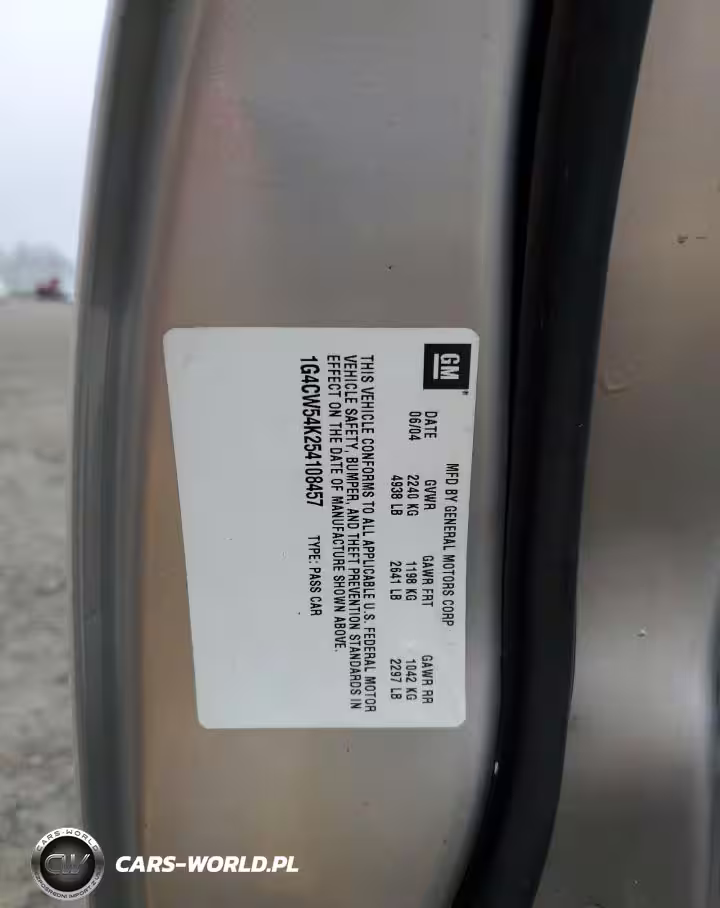 GM
MFD BY GENERAL MOTORS CORP
DATE GVWR GAWR FRT GAWR RR
06/04 2240 KG 1198 KG 1042 KG
4938 LB 2641 LB 2297 LB
THIS VEHICLE CONFORMS TO ALL APPLICABLE U.S. FEDERAL MOTOR
VEHICLE SAFETY, BUMPER, AND THEFT PREVENTION STANDARDS IN
EFFECT ON THE DATE OF MANUFACTURE SHOWN ABOVE.
1G4CW54K254108457 TYPE: PASS CAR
CARS-WORLD
CW
CARS-WORLD.PL